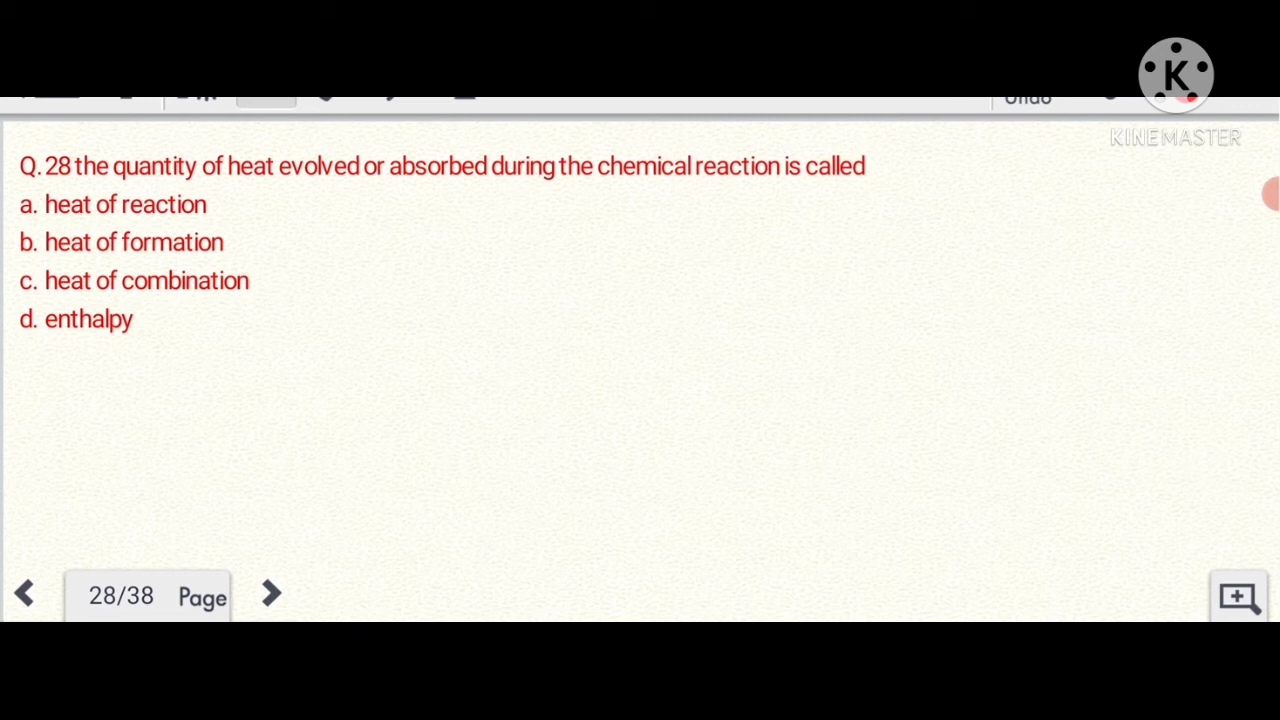 K
KINEMASTER
Undo
Q. 28 the quantity of heat evolved or absorbed during the chemical reaction is called
a. heat of reaction
b. heat of formation
c. heat of combination
d. enthalpy
28/38 Page